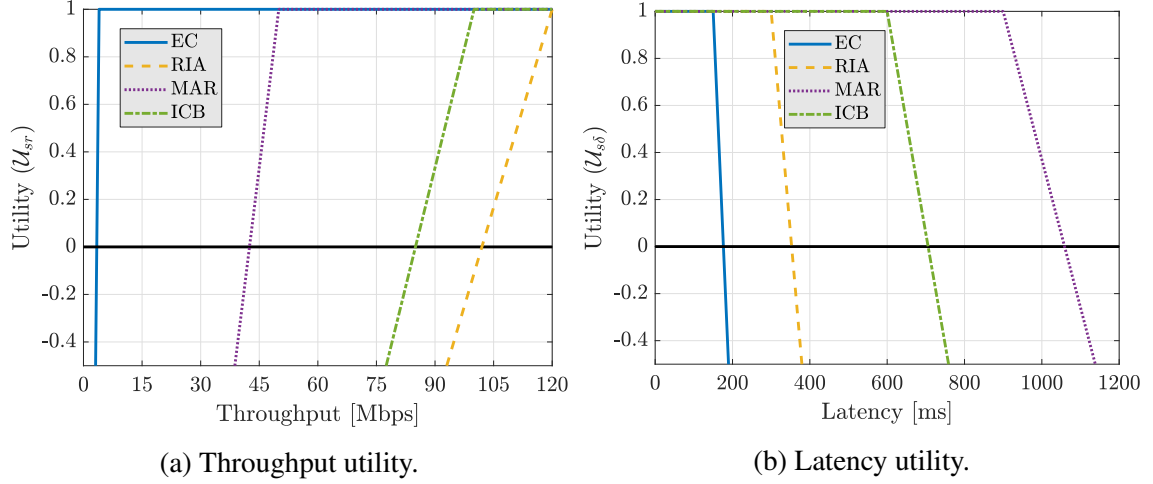 1
0.8
0.6
0.4
0.2
0
-0.2
-0.4
Utility (𝒰ₛᵣ)
EC
RIA
MAR
ICB
0 15 30 45 60 75 90 105 120
Throughput [Mbps]
(a) Throughput utility.
1
0.8
0.6
0.4
0.2
0
-0.2
-0.4
Utility (𝒰ₛδ)
EC
RIA
MAR
ICB
0 200 400 600 800 1000 1200
Latency [ms]
(b) Latency utility.